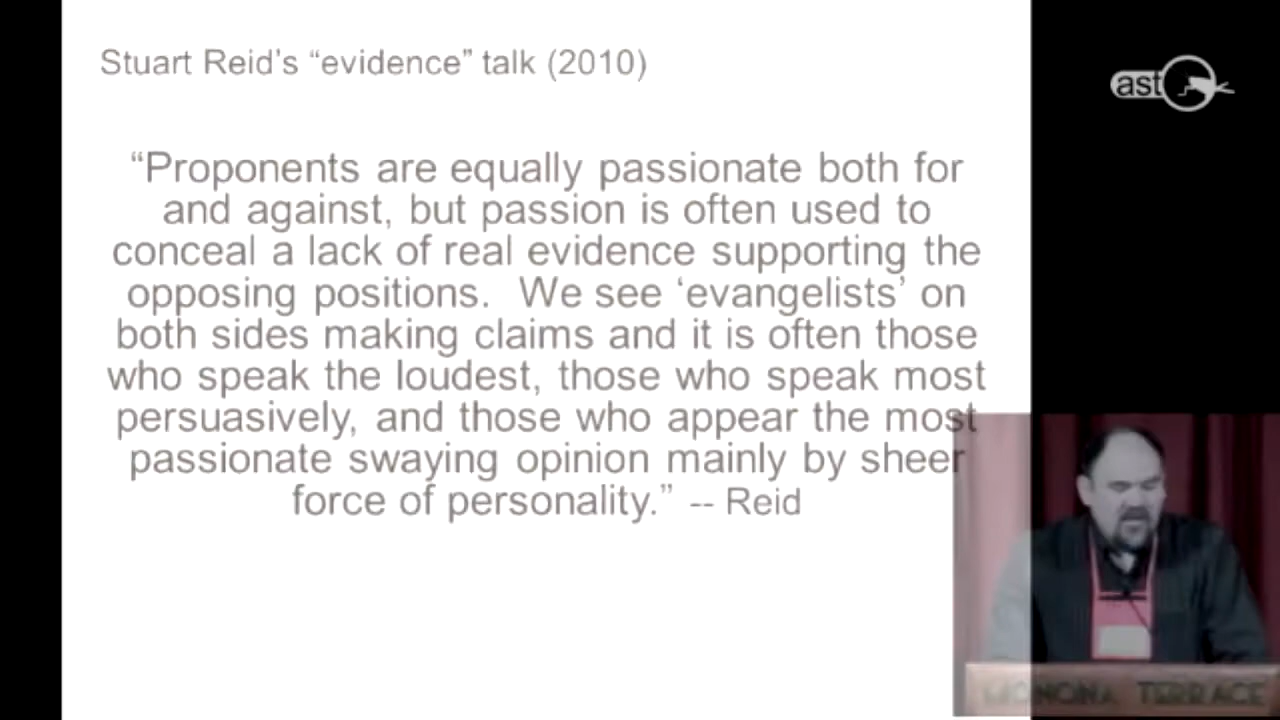 Stuart Reid’s “evidence” talk (2010)
“Proponents are equally passionate both for
and against, but passion is often used to
conceal a lack of real evidence supporting the
opposing positions.  We see ‘evangelists’ on
both sides making claims and it is often those
who speak the loudest, those who speak most
persuasively, and those who appear the most
passionate swaying opinion mainly by sheer
force of personality.” -- Reid
ast
MONONA TERRACE